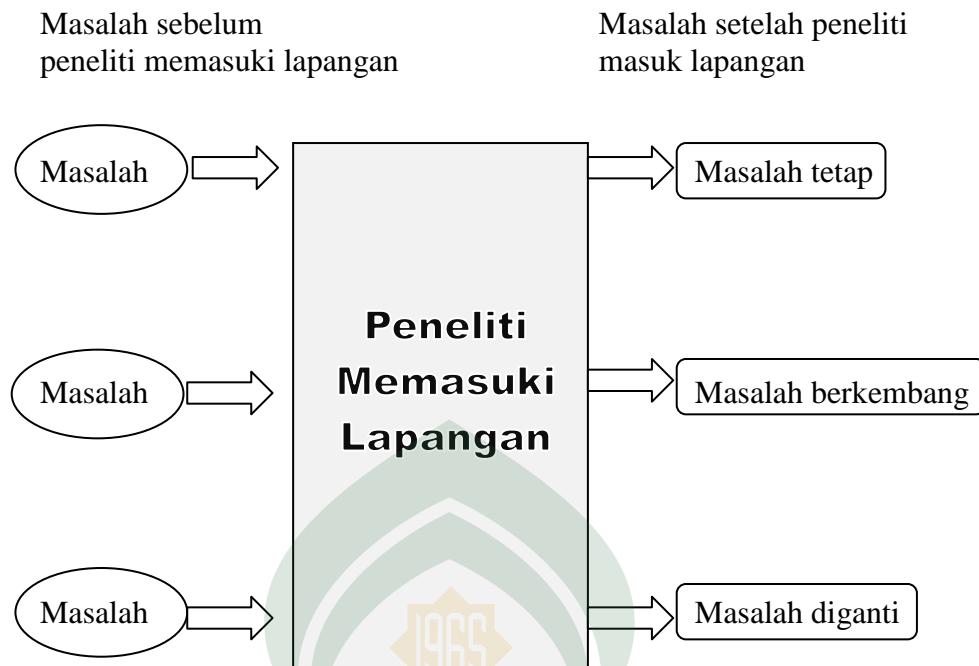 Masalah sebelum
peneliti memasuki lapangan
Masalah setelah peneliti
masuk lapangan
Masalah
Masalah tetap
Peneliti
Memasuki
Lapangan
Masalah
Masalah berkembang
Masalah
Masalah diganti
1965